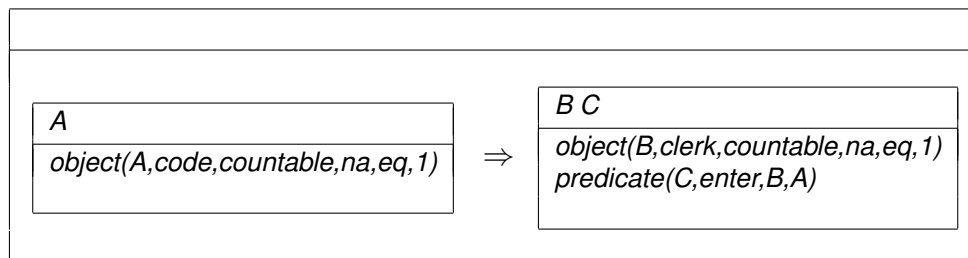 A
object(A,code,countable,na,eq,1)
⇒
B C
object(B,clerk,countable,na,eq,1)
predicate(C,enter,B,A)